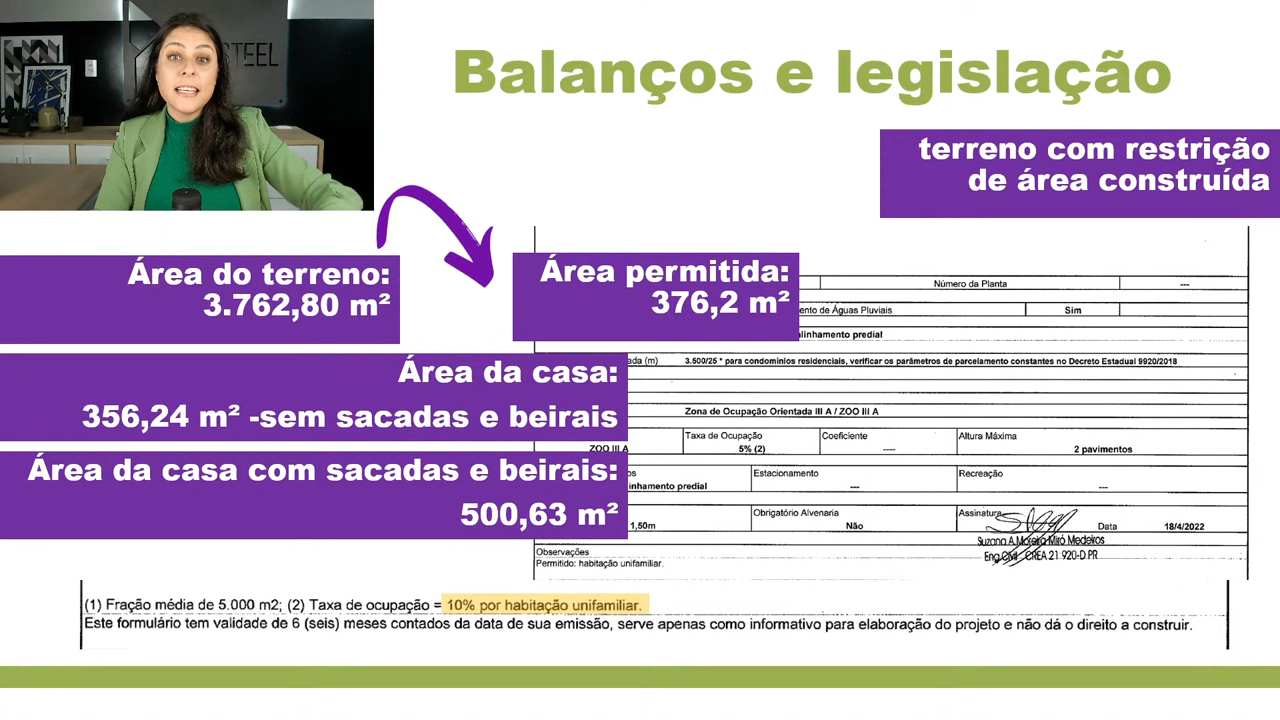 STEEL
Balanços e legislação
terreno com restrição
de área construída
Área do terreno:
3.762,80 m²
Área permitida:
376,2 m²
Área da casa:
356,24 m² -sem sacadas e beirais
Área da casa com sacadas e beirais:
500,63 m²
Número da Planta
---
ento de Águas Pluviais
Sim
alinhamento predial
ada (m)
3.500/25 * para condomínios residenciais, verificar os parâmetros de parcelamento constantes no Decreto Estadual 9920/2018
Zona de Ocupação Orientada III A / ZOO III A
Taxa de Ocupação
Coeficiente
Altura Máxima
ZOO III A
5% (2)
----
2 pavimentos
os
Estacionamento
Recreação
inhamento predial
---
---
Obrigatório Alvenaria
Assinatura
1,50m
Não
Data
18/4/2022
Suzana A.Moreira Miró Medeiros
Eng.Civil - CREA 21.920-D.PR
Observações
Permitido: habitação unifamiliar.
(1) Fração média de 5.000 m2; (2) Taxa de ocupação = 10% por habitação unifamiliar.
Este formulário tem validade de 6 (seis) meses contados da data de sua emissão, serve apenas como informativo para elaboração do projeto e não dá o direito a construir.